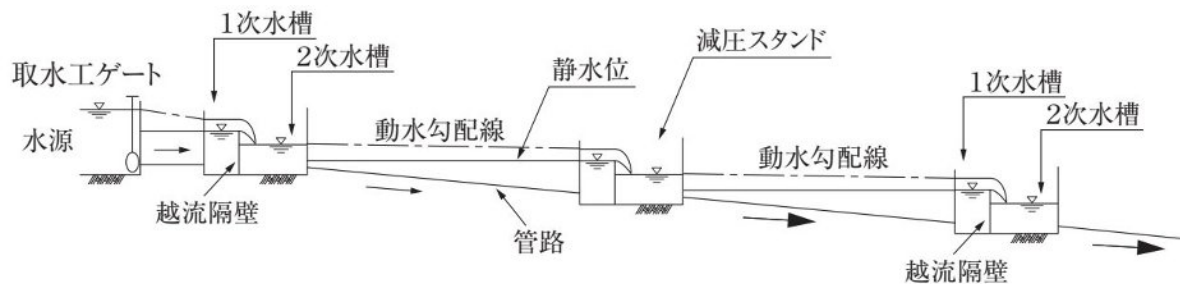 1次水槽
2次水槽
減圧スタンド
取水工ゲート
静水位
1次水槽
2次水槽
水源
動水勾配線
動水勾配線
越流隔壁
管路
越流隔壁